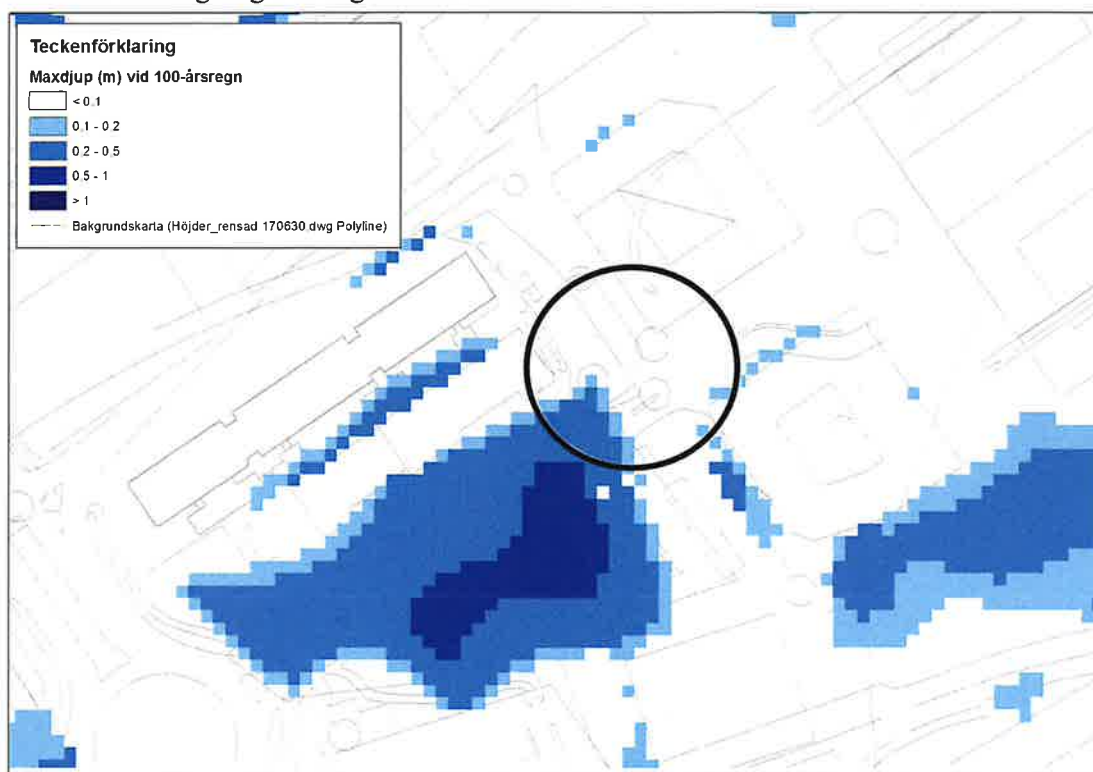 Teckenförklaring
Maxdjup (m) vid 100-årsregn
< 0.1
0.1 - 0.2
0.2 - 0.5
0.5 - 1
> 1
Bakgrundskarta (Höjder_rensad 170630 dwg Polyline)